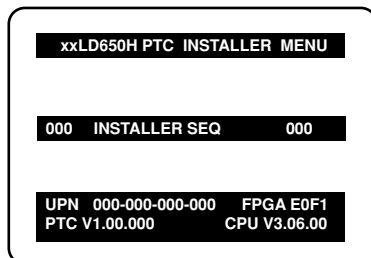 xxLD650H PTC INSTALLER MENU
000 INSTALLER SEQ 000
UPN 000-000-000-000 FPGA E0F1
PTC V1.00.000 CPU V3.06.00